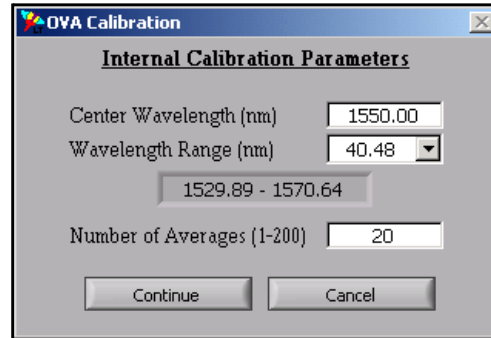 OVA Calibration
Internal Calibration Parameters
Center Wavelength (nm) 1550.00
Wavelength Range (nm) 40.48
1529.89 - 1570.64
Number of Averages (1-200) 20
Continue Cancel